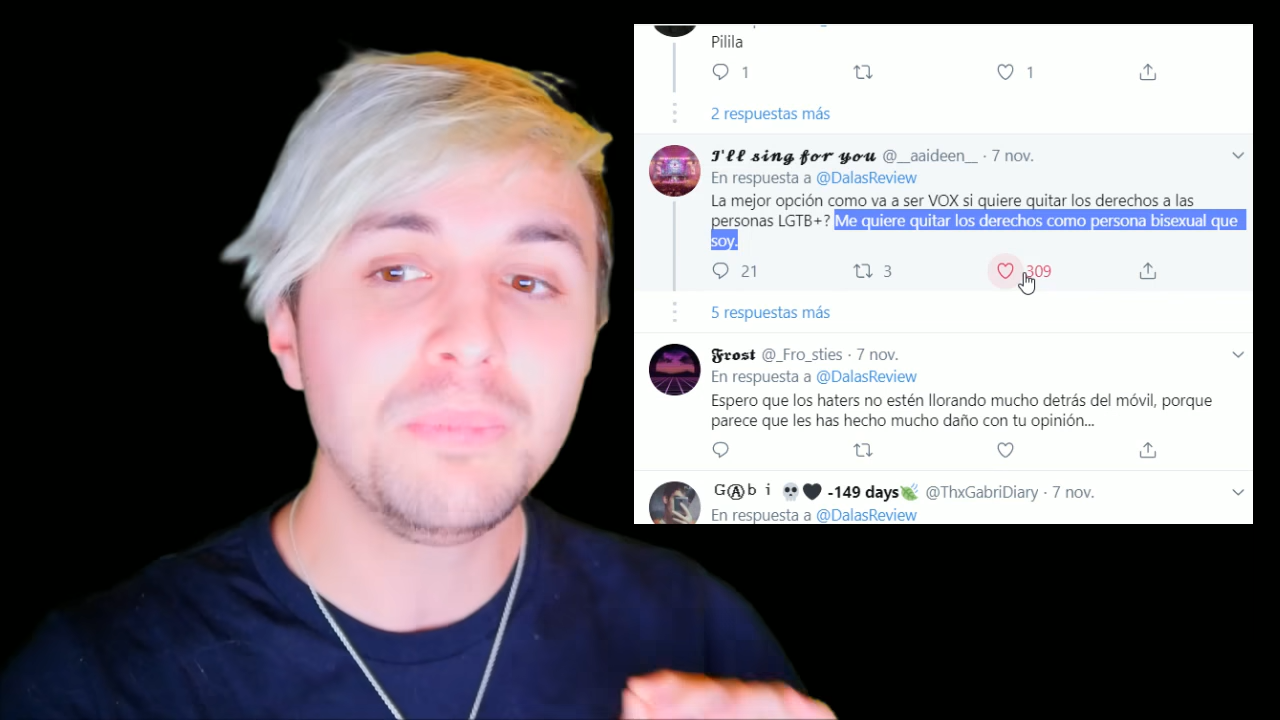 Pilila
1 1
2 respuestas más
I'll sing for you @__aaideen__ · 7 nov.
En respuesta a @DalasReview
La mejor opción como va a ser VOX si quiere quitar los derechos a las
personas LGTB+? Me quiere quitar los derechos como persona bisexual que
soy.
21 3 309
5 respuestas más
Frost @_Fro_sties · 7 nov.
En respuesta a @DalasReview
Espero que los haters no estén llorando mucho detrás del móvil, porque
parece que les has hecho mucho daño con tu opinión...
GⒶbi 💀🖤 -149 days🍃 @ThxGabriDiary · 7 nov.
En respuesta a @DalasReview